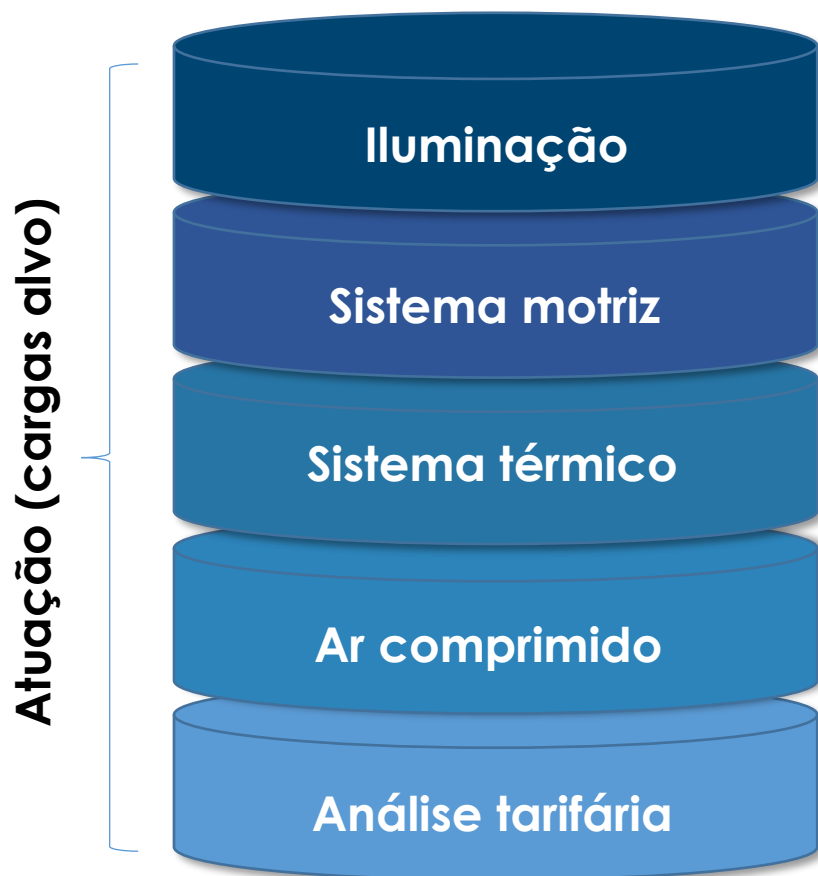 Atuação (cargas alvo)
Iluminação
Sistema motriz
Sistema térmico
Ar comprimido
Análise tarifária